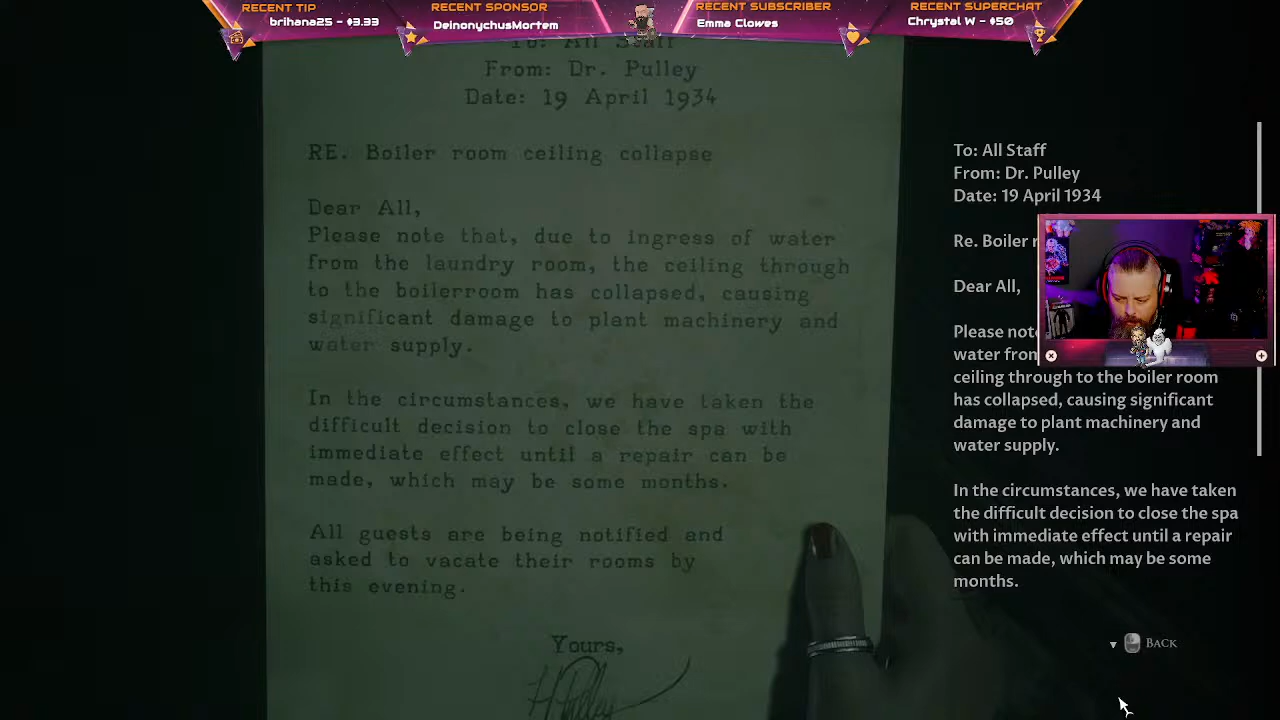 RECENT TIP
brihana25 - $3.33
RECENT SPONSOR
DeinonychusMortem
RECENT SUBSCRIBER
Emma Clowes
RECENT SUPERCHAT
Chrystal W - $50
To: All Staff
From: Dr. Pulley
Date: 19 April 1934
RE. Boiler room ceiling collapse
Dear All,
Please note that, due to ingress of water
from the laundry room, the ceiling through
to the boilerroom has collapsed, causing
significant damage to plant machinery and
water supply.
In the circumstances, we have taken the
difficult decision to close the spa with
immediate effect until a repair can be
made, which may be some months.
All guests are being notified and
asked to vacate their rooms by
this evening.
Yours,
H Pulley
To: All Staff
From: Dr. Pulley
Date: 19 April 1934
Re. Boiler
Dear All,
Please note
water from
ceiling through to the boiler room
has collapsed, causing significant
damage to plant machinery and
water supply.
In the circumstances, we have taken
the difficult decision to close the spa
with immediate effect until a repair
can be made, which may be some
months.
BACK